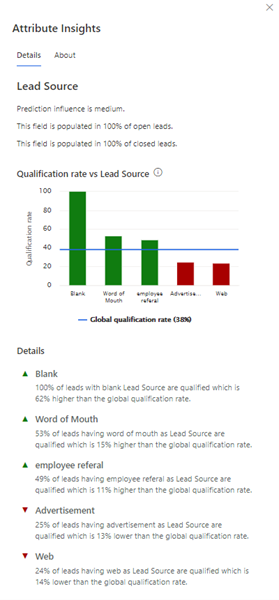 Attribute Insights
Details About
Lead Source
Prediction influence is medium.
This field is populated in 100% of open leads.
This field is populated in 100% of closed leads.
Qualification rate vs Lead Source
Qualification rate
100
80
60
40
20
0
Blank
Word of
Mouth
employee
referal
Advertise...
Web
Global qualification rate (38%)
Details
Blank
100% of leads with blank Lead Source are qualified which is
62% higher than the global qualification rate.
Word of Mouth
53% of leads having word of mouth as Lead Source are
qualified which is 15% higher than the global qualification rate.
employee referal
49% of leads having employee referal as Lead Source are
qualified which is 11% higher than the global qualification rate.
Advertisement
25% of leads having advertisement as Lead Source are
qualified which is 13% lower than the global qualification rate.
Web
24% of leads having web as Lead Source are qualified which is
14% lower than the global qualification rate.